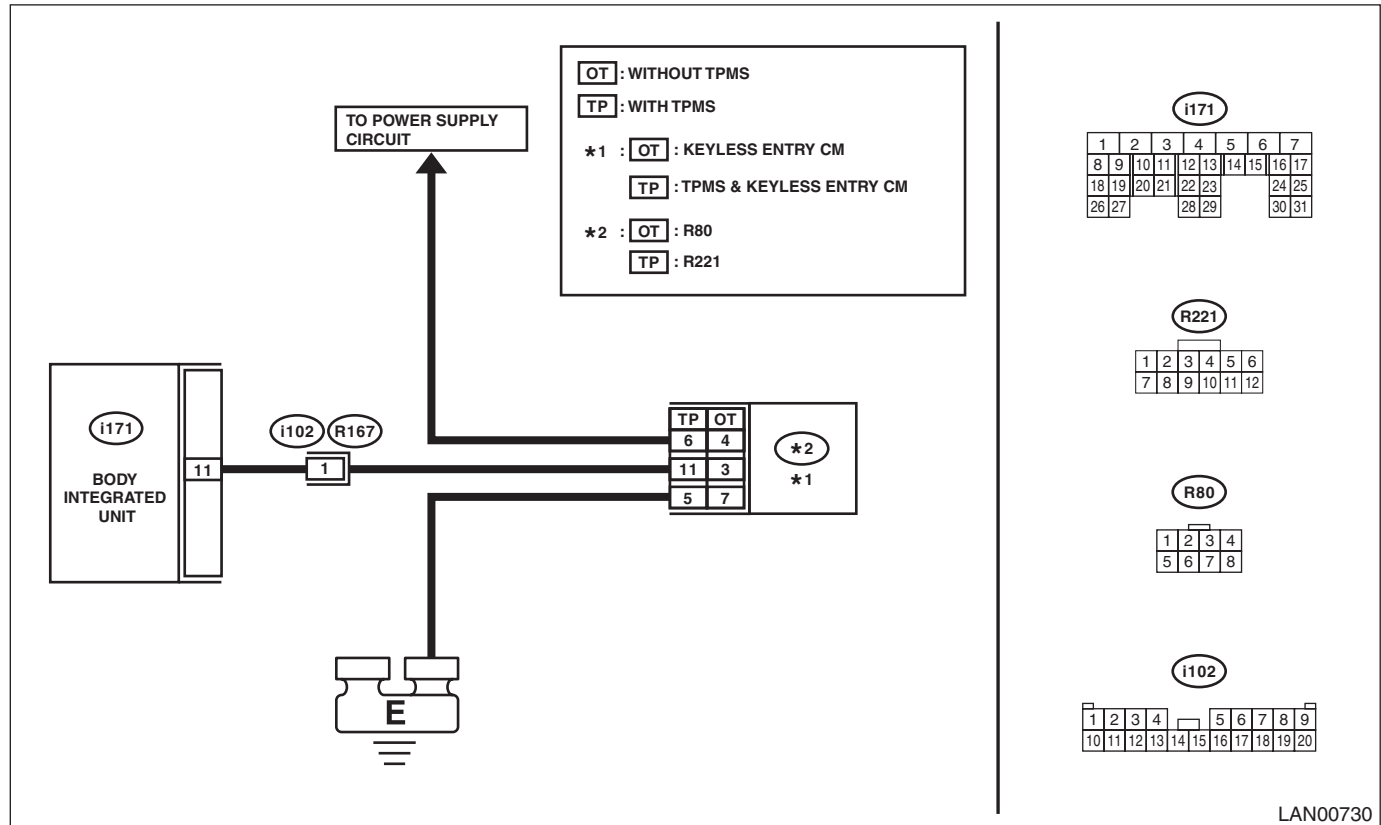 OT : WITHOUT TPMS
TP : WITH TPMS
*1 : OT : KEYLESS ENTRY CM
TP : TPMS & KEYLESS ENTRY CM
*2 : OT : R80
TP : R221
TO POWER SUPPLY
CIRCUIT
i171
BODY
INTEGRATED
UNIT
11
i102 R167
1
TP OT
6 4
11 3
5 7
*2
*1
E
i171
1 2 3 4 5 6 7
8 9 10 11 12 13 14 15 16 17
18 19 20 21 22 23 24 25
26 27 28 29 30 31
R221
1 2 3 4 5 6
7 8 9 10 11 12
R80
1 2 3 4
5 6 7 8
i102
1 2 3 4 5 6 7 8 9
10 11 12 13 14 15 16 17 18 19 20
LAN00730